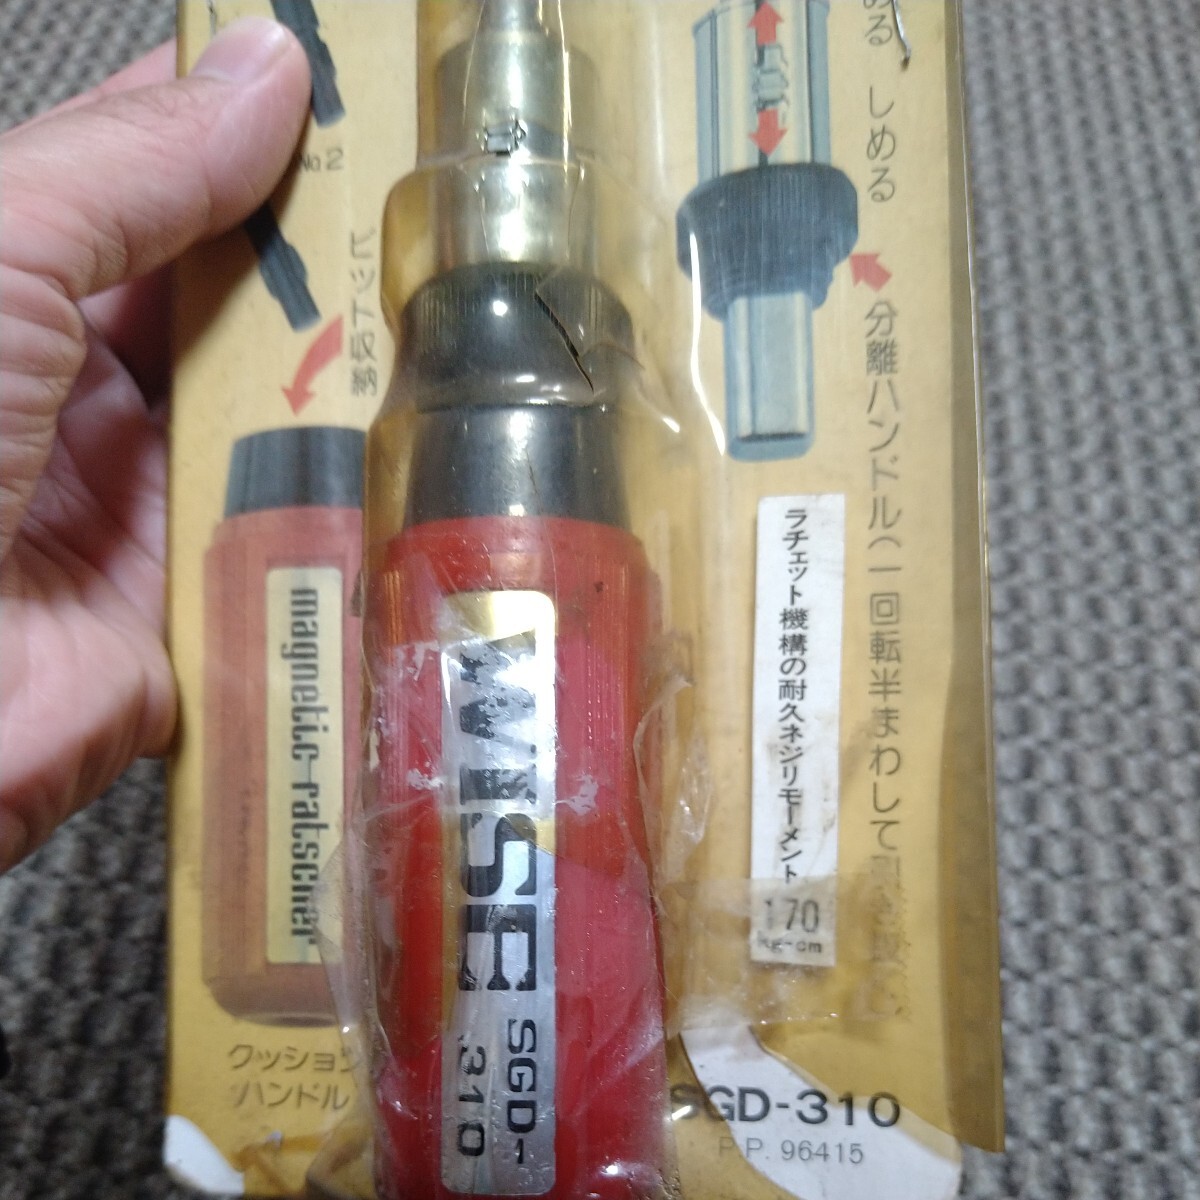 No.2
ビット収納
magnetic-ratscher
クッション
ハンドル
WISE
SGD-
310
しめる
分離ハンドル(一回転半まわして
ラチェット機構の耐久ネジリモーメント
170
Kg-cm
SGD-310
P.P. 96415